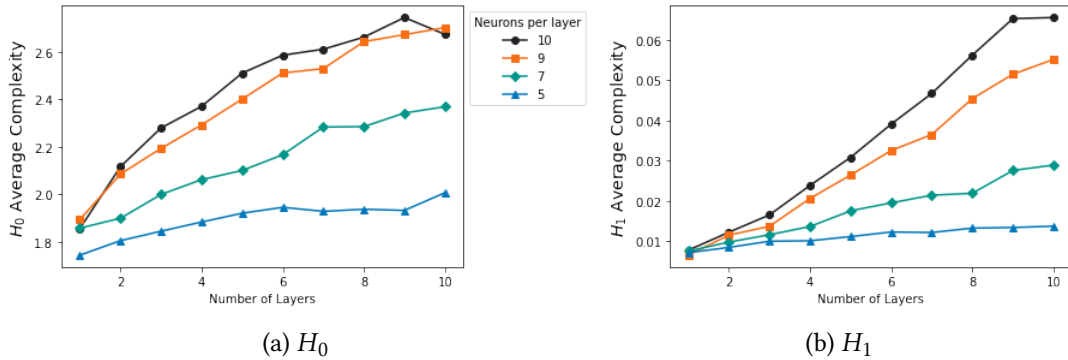 H₀ Average Complexity
2.6
2.4
2.2
2.0
1.8
2 4 6 8 10
Number of Layers
Neurons per layer
10
9
7
5
H₁ Average Complexity
0.06
0.05
0.04
0.03
0.02
0.01
2 4 6 8 10
Number of Layers
(a) H₀
(b) H₁